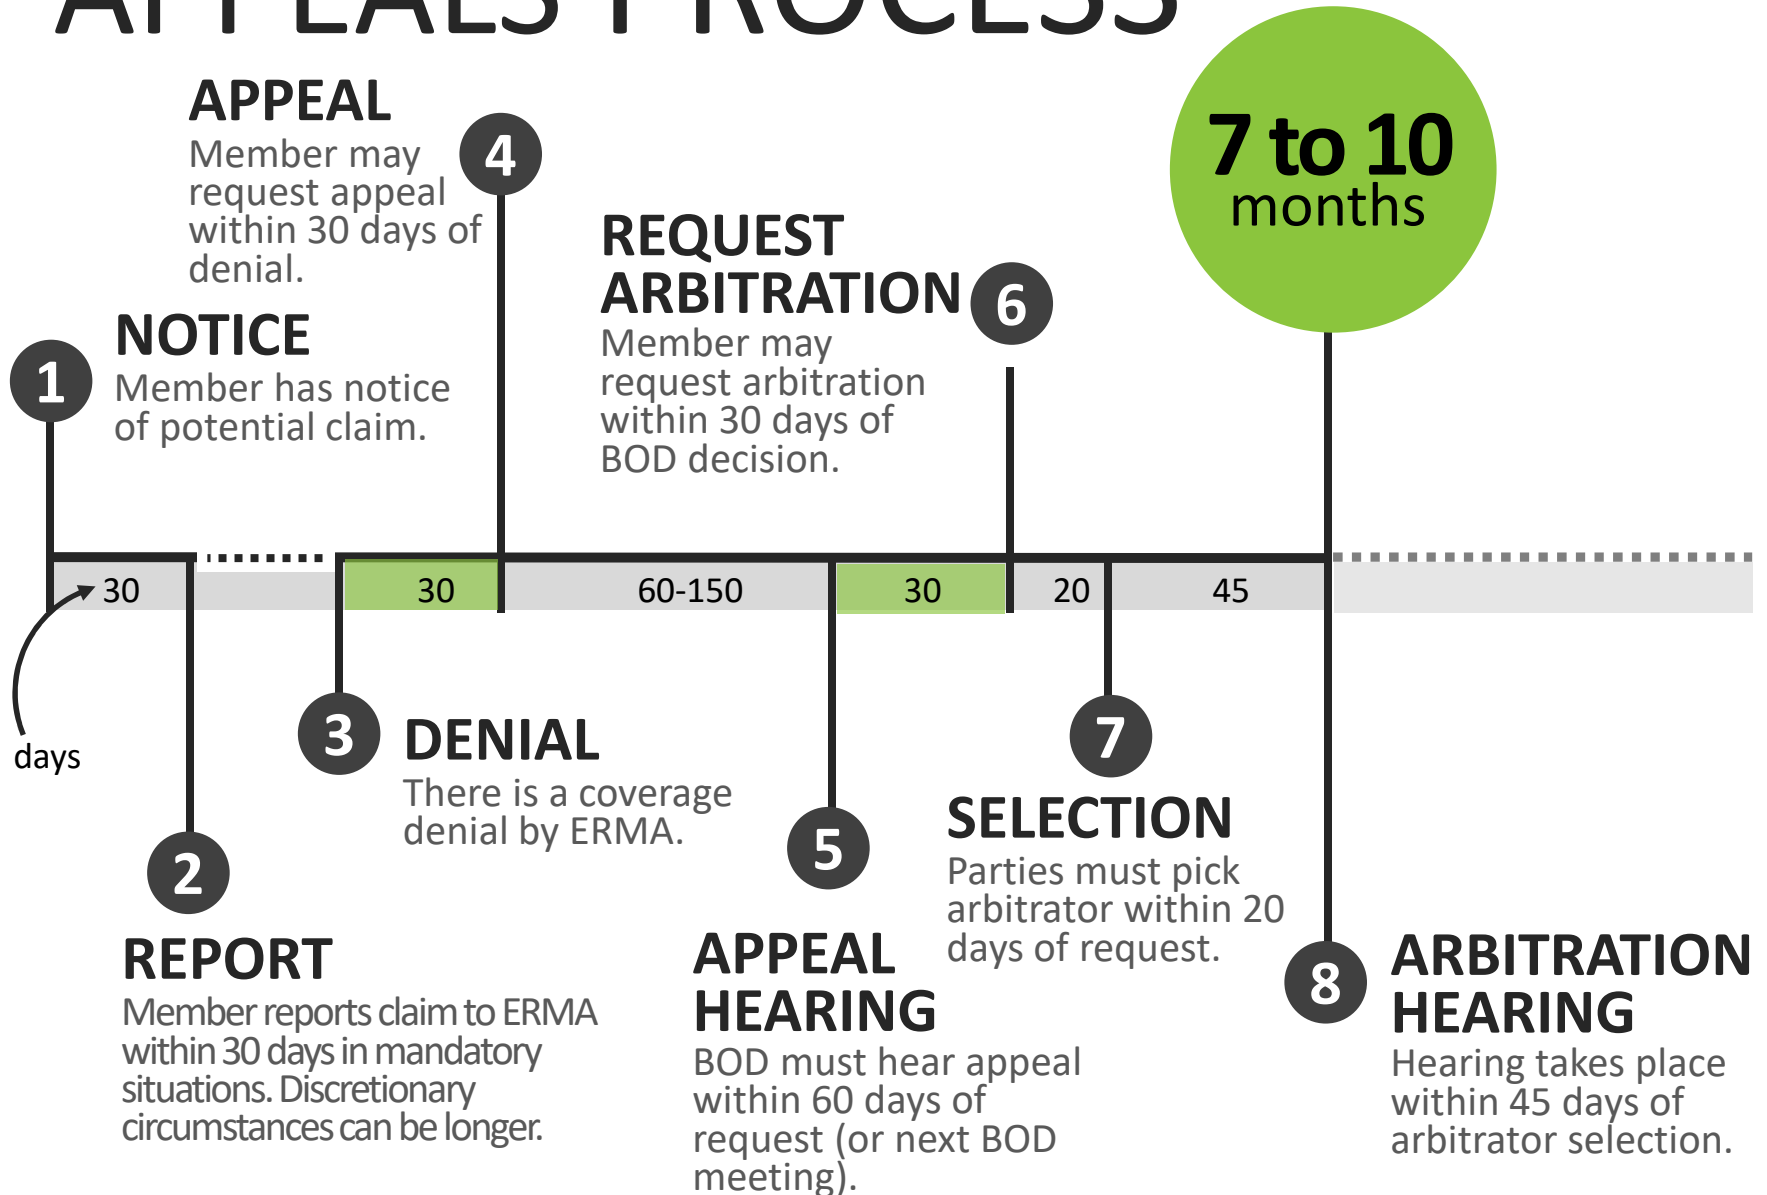 APPEALS PROCESS
1
NOTICE
Member has notice
of potential claim.
30
days
2
REPORT
Member reports claim to ERMA
within 30 days in mandatory
situations. Discretionary
circumstances can be longer.
3
DENIAL
There is a coverage
denial by ERMA.
30
4
APPEAL
Member may
request appeal
within 30 days of
denial.
60-150
5
APPEAL
HEARING
BOD must hear appeal
within 60 days of
request (or next BOD
meeting).
30
6
REQUEST
ARBITRATION
Member may
request arbitration
within 30 days of
BOD decision.
20
7
SELECTION
Parties must pick
arbitrator within 20
days of request.
45
8
ARBITRATION
HEARING
Hearing takes place
within 45 days of
arbitrator selection.
7 to 10
months